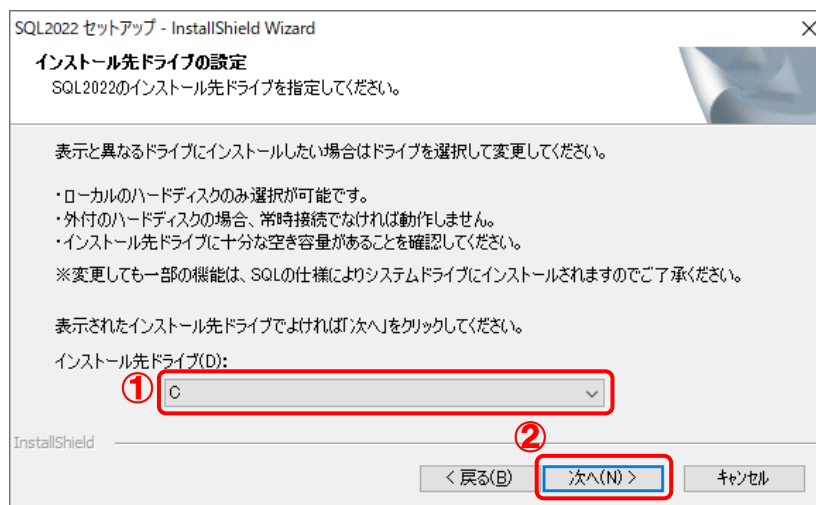 SQL2022 セットアップ - InstallShield Wizard
インストール先ドライブの設定
SQL2022のインストール先ドライブを指定してください。
表示と異なるドライブにインストールしたい場合はドライブを選択して変更してください。
・ローカルのハードディスクのみ選択が可能です。
・外付のハードディスクの場合、常時接続でなければ動作しません。
・インストール先ドライブに十分な空き容量があることを確認してください。
※変更しても一部の機能は、SQLの仕様によりシステムドライブにインストールされますのでご了承ください。
表示されたインストール先ドライブでよければ「次へ」をクリックしてください。
インストール先ドライブ(D):
① C
②
InstallShield
< 戻る(B) 次へ(N) > キャンセル